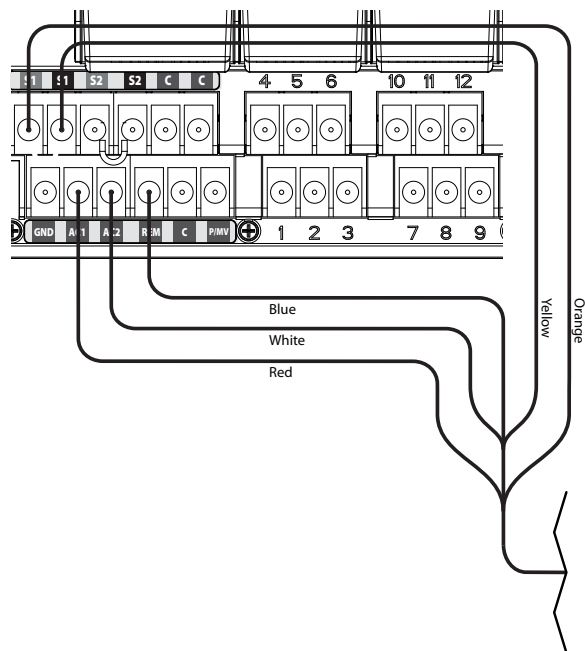 S1 S1 S2 S2 C C
4 5 6
10 11 12
GND AC1 AC2 REM C P/MV
1 2 3
7 8 9
Blue
White
Red
Yellow
Orange